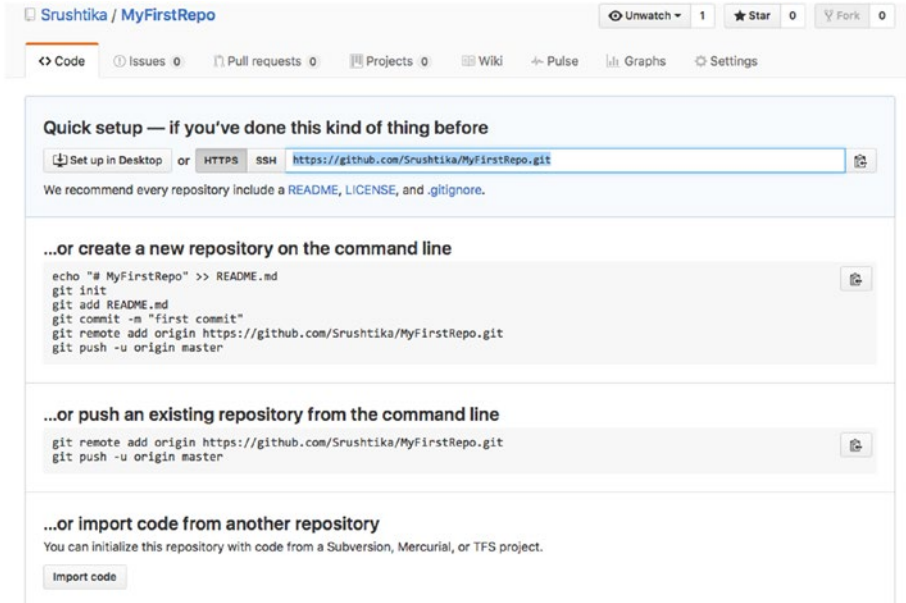 Srushtika / MyFirstRepo
Unwatch 1 Star 0 Fork 0
Code Issues 0 Pull requests 0 Projects 0 Wiki Pulse Graphs Settings
Quick setup — if you've done this kind of thing before
Set up in Desktop or HTTPS SSH https://github.com/Srushtika/MyFirstRepo.git
We recommend every repository include a README, LICENSE, and .gitignore.
...or create a new repository on the command line
echo "# MyFirstRepo" >> README.md
git init
git add README.md
git commit -m "first commit"
git remote add origin https://github.com/Srushtika/MyFirstRepo.git
git push -u origin master
...or push an existing repository from the command line
git remote add origin https://github.com/Srushtika/MyFirstRepo.git
git push -u origin master
...or import code from another repository
You can initialize this repository with code from a Subversion, Mercurial, or TFS project.
Import code